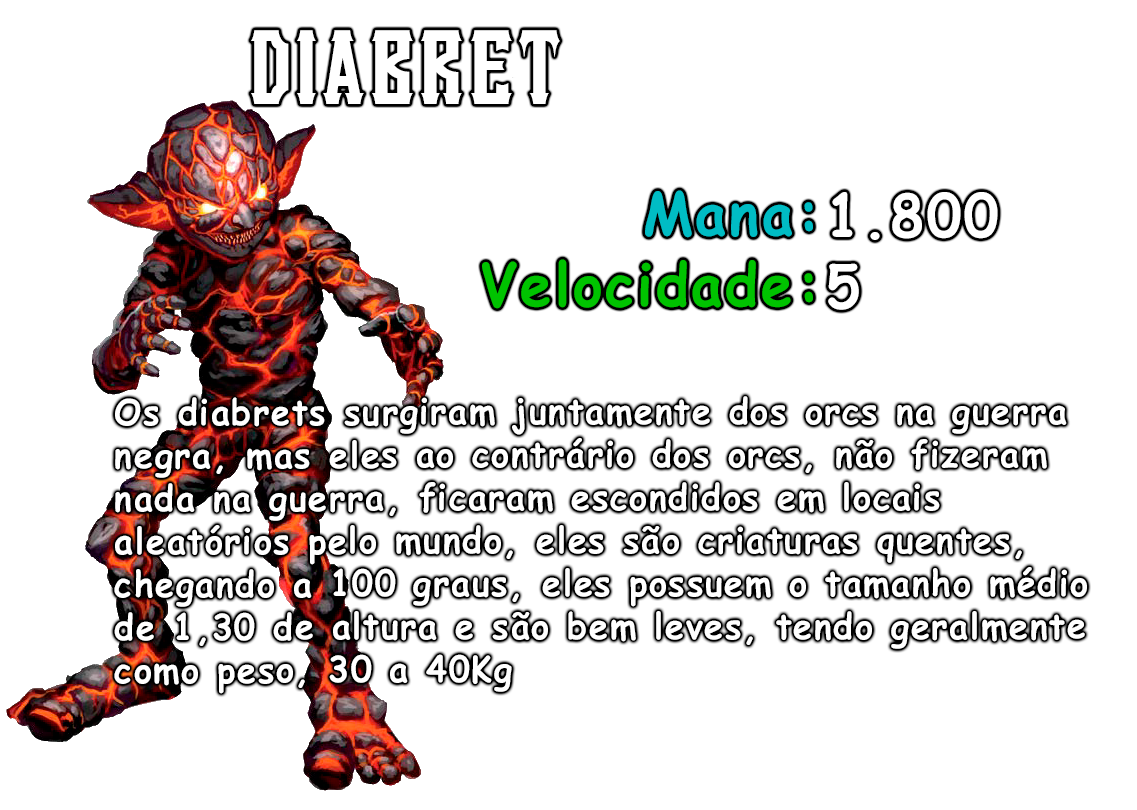 DIABRET
Mana:1.800
Velocidade:5
Os diabrets surgiram juntamente dos orcs na guerra
negra, mas eles ao contrário dos orcs, não fizeram
nada na guerra, ficaram escondidos em locais
aleatórios pelo mundo, eles são criaturas quentes,
chegando a 100 graus, eles possuem o tamanho médio
de 1,30 de altura e são bem leves, tendo geralmente
como peso, 30 a 40Kg